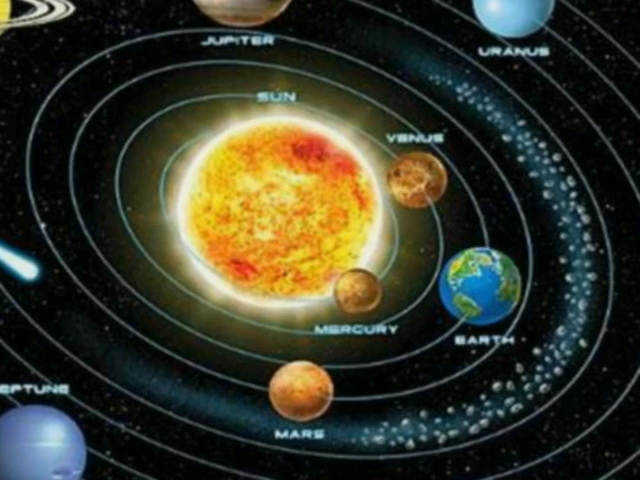 JUPITER
URANUS
SUN
VENUS
MERCURY
EARTH
EPTUNE
MARS